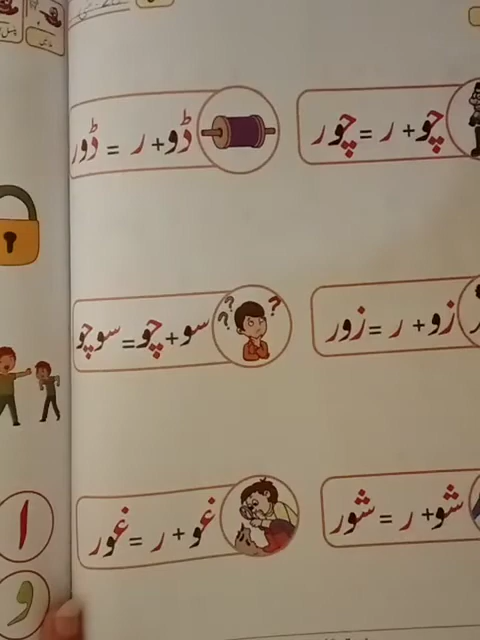 چو + ر = چور
ڈو + ر = ڈور
زو + ر = زور
سو + چو = سوچو
شو + ر = شور
غو + ر = غور
ا
و